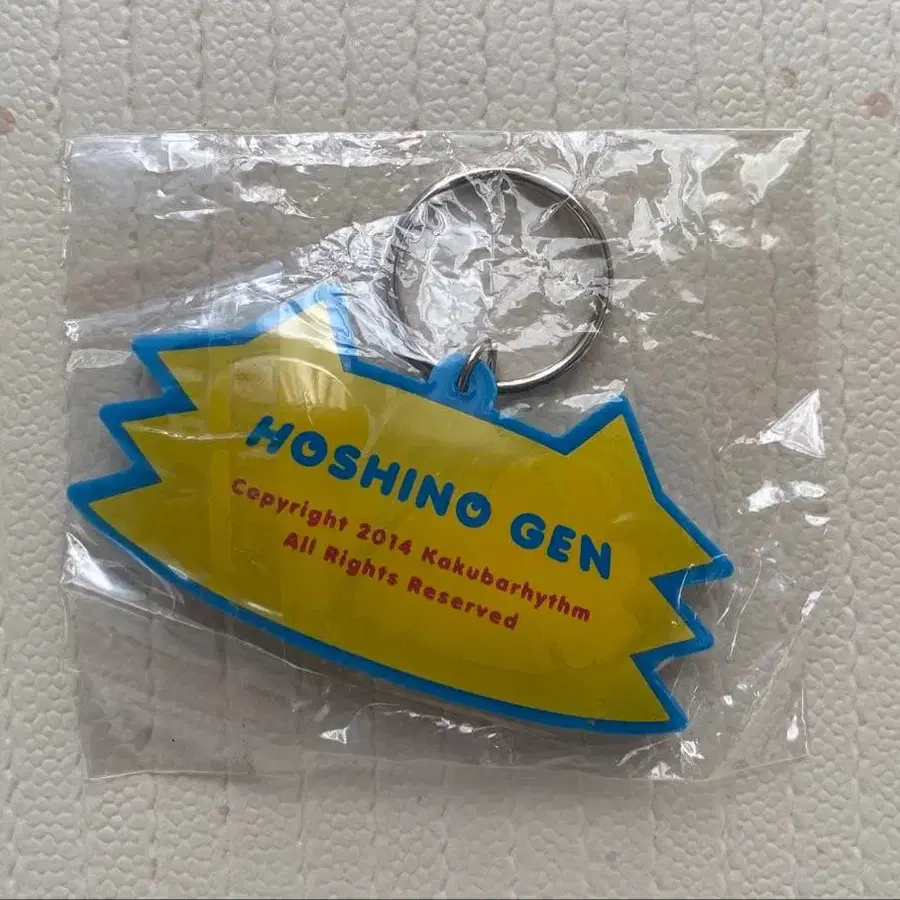 HOSHINO GEN
Copyright 2014 Kakubarhythm
All Rights Reserved